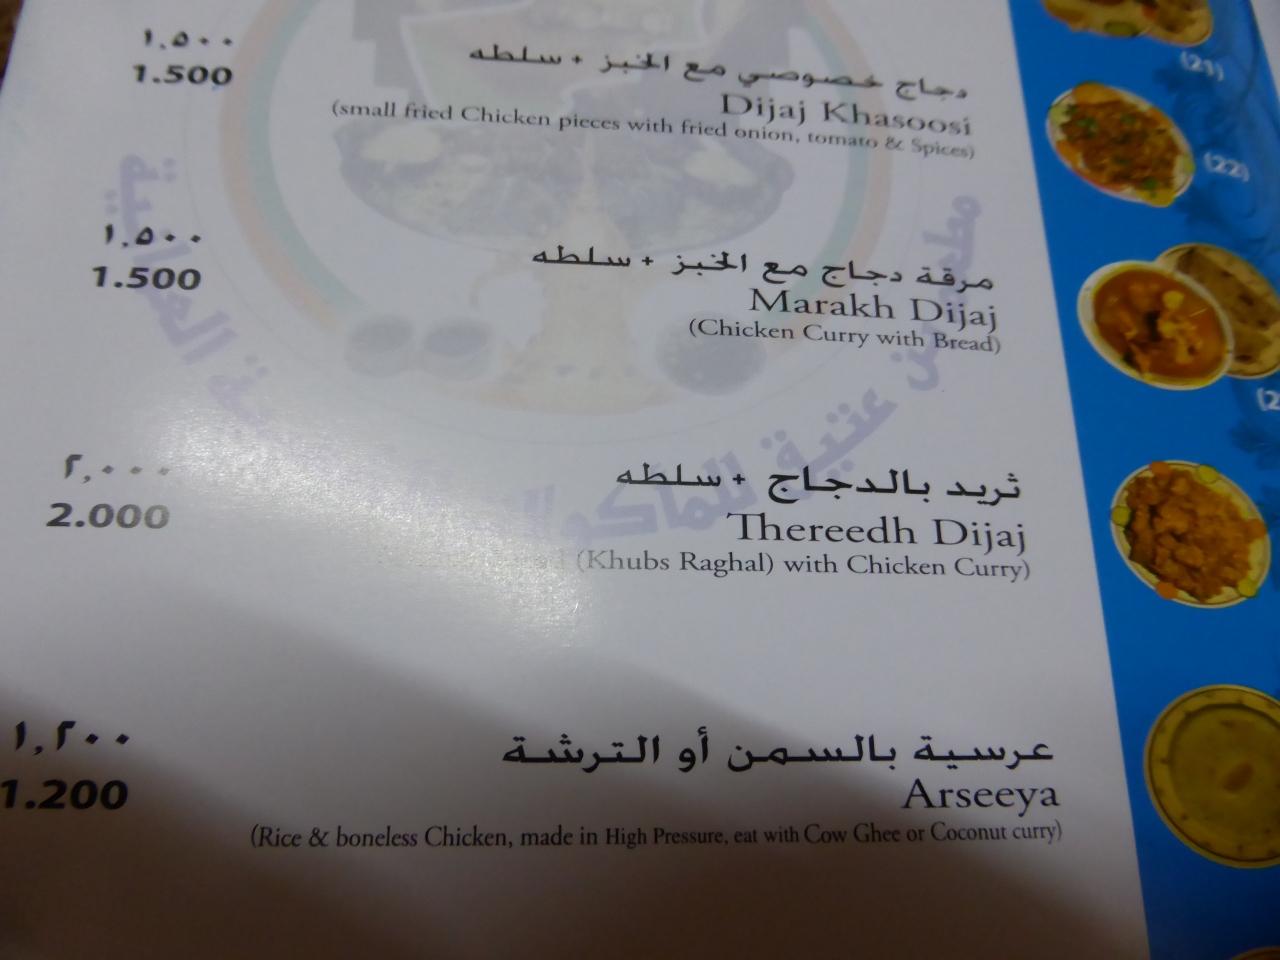 دجاج خصوصي مع الخبز + سلطه
١.٥٠٠
Dijaj Khasoosi
1.500
(small fried Chicken pieces with fried onion, tomato & Spices)
(21)
(22)
مرقة دجاج مع الخبز + سلطه
١.٥٠٠
Marakh Dijaj
1.500
(Chicken Curry with Bread)
ثريد بالدجاج + سلطه
٢,٠٠٠
Thereedh Dijaj
2.000
(Khubs Raghal) with Chicken Curry)
عرسية بالسمن أو الترشة
١,٢٠٠
Arseeya
1.200
(Rice & boneless Chicken, made in High Pressure, eat with Cow Ghee or Coconut curry)